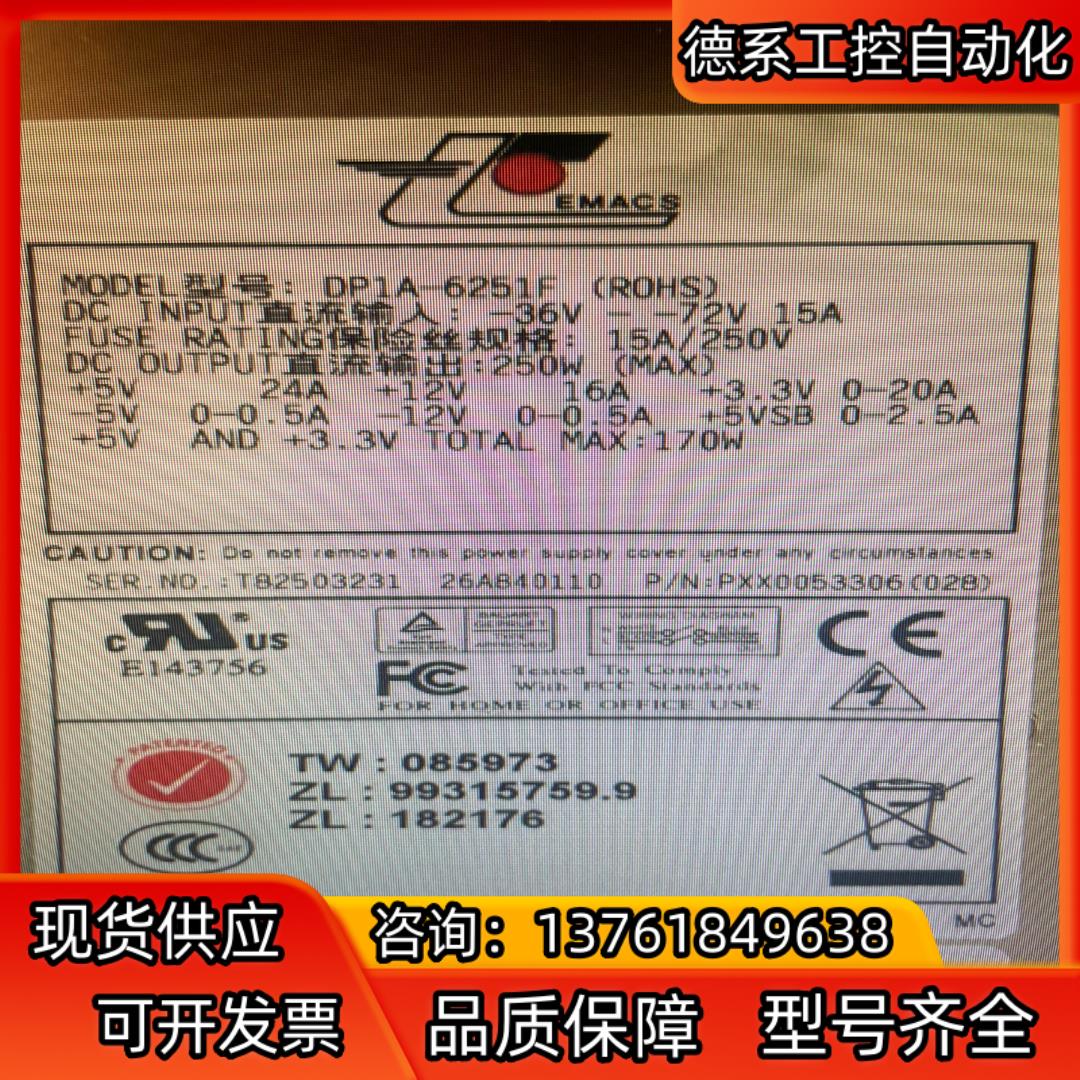 德系工控自动化
EMACS
MODEL型号: DP1A-6251F (ROHS)
DC INPUT直流输入: -36V - -72V 15A
FUSE RATING保险丝规格: 15A/250V
DC OUTPUT直流输出:250W (MAX)
+5V 24A +12V 16A +3.3V 0-20A
-5V 0-0.5A -12V 0-0.5A +5VSB 0-2.5A
+5V AND +3.3V TOTAL MAX:170W
CAUTION: Do not remove this power supply cover under any circumstances
SER.NO.:T82503231 26A840110 P/N:PXX0053306(028)
c RU ® US
E143756
WIRING DIAGRAM
CE
FC Tested To Comply
With FCC Standards
FOR HOME OR OFFICE USE
PATENTED
TW : 085973
ZL : 99315759.9
ZL : 182176
CCC
MC
现货供应
咨询：13761849638
可开发票 品质保障 型号齐全